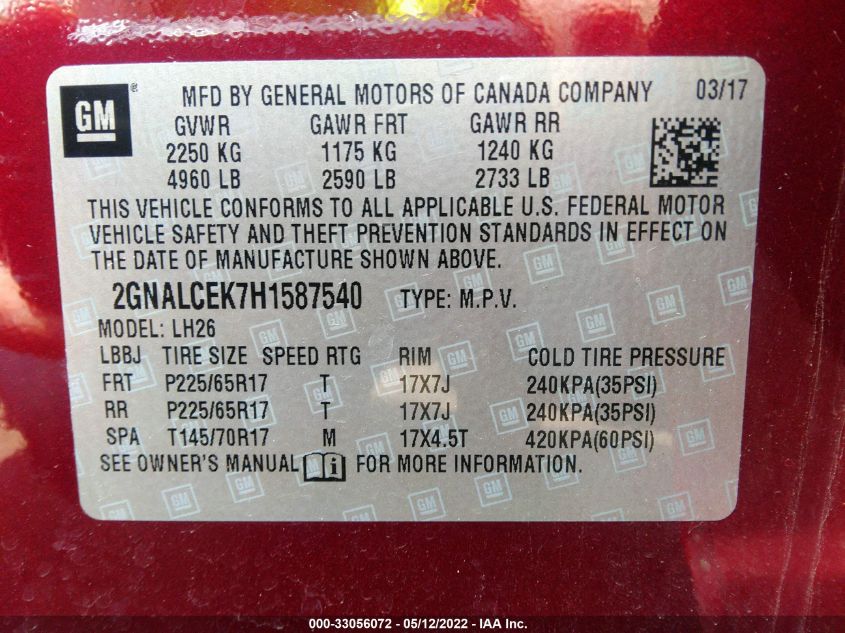 GM ® MFD BY GENERAL MOTORS OF CANADA COMPANY 03/17
GVWR GAWR FRT GAWR RR
2250 KG 1175 KG 1240 KG
4960 LB 2590 LB 2733 LB
THIS VEHICLE CONFORMS TO ALL APPLICABLE U.S. FEDERAL MOTOR
VEHICLE SAFETY AND THEFT PREVENTION STANDARDS IN EFFECT ON
THE DATE OF MANUFACTURE SHOWN ABOVE.
2GNALCEK7H1587540 TYPE: M.P.V.
MODEL: LH26
LBBJ TIRE SIZE SPEED RTG RIM COLD TIRE PRESSURE
FRT P225/65R17 T 17X7J 240KPA(35PSI)
RR P225/65R17 T 17X7J 240KPA(35PSI)
SPA T145/70R17 M 17X4.5T 420KPA(60PSI)
SEE OWNER'S MANUAL i FOR MORE INFORMATION.
000-33056072 - 05/12/2022 - IAA Inc.